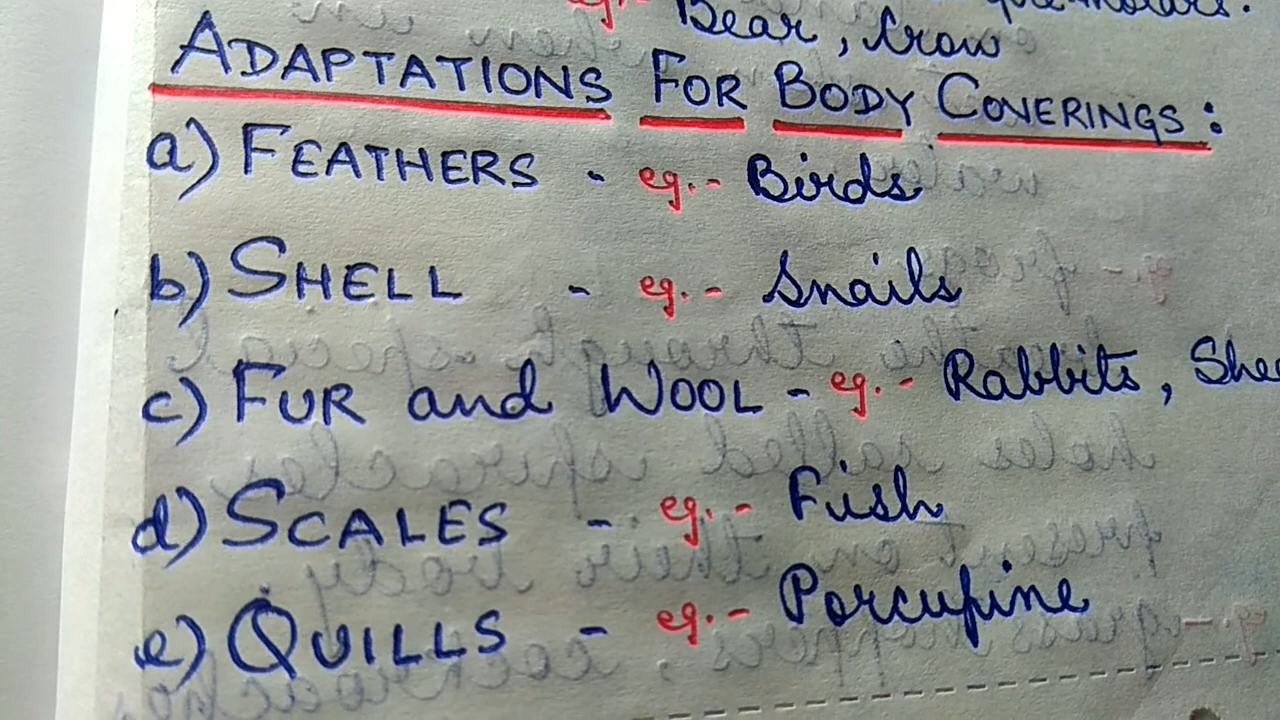 eg.- Bear, Crow
ADAPTATIONS FOR BODY COVERINGS:
a) FEATHERS - eg.- Birds
b) SHELL - eg.- Snails
c) FUR and WOOL - eg.- Rabbits,
d) SCALES - eg.- Fish
e) QUILLS - eg.- Porcupine